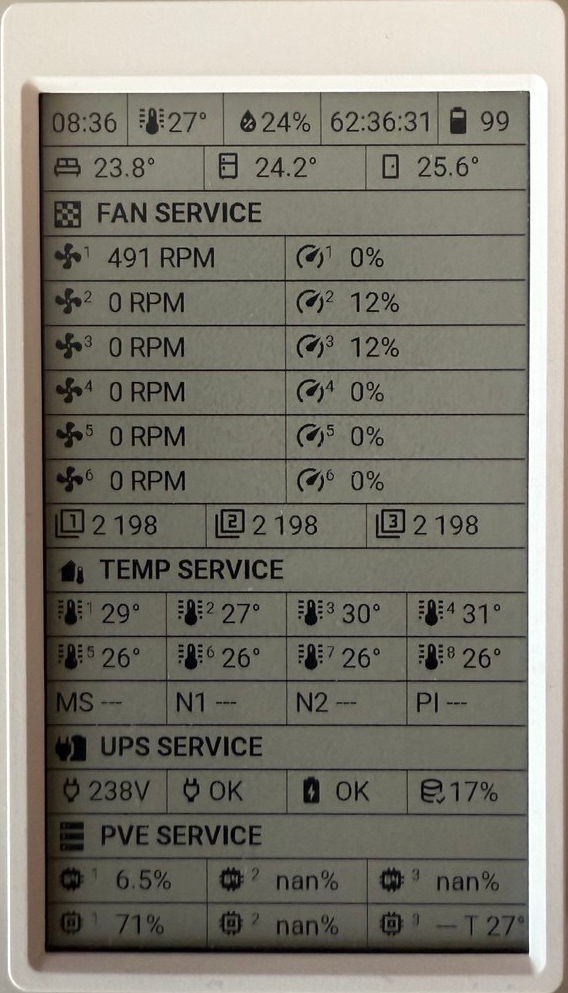 08:36 27° 24% 62:36:31 99
23.8° 24.2° 25.6°
FAN SERVICE
1 491 RPM 1 0%
2 0 RPM 2 12%
3 0 RPM 3 12%
4 0 RPM 4 0%
5 0 RPM 5 0%
6 0 RPM 6 0%
1 2 198 2 2 198 3 2 198
TEMP SERVICE
1 29° 2 27° 3 30° 4 31°
5 26° 6 26° 7 26° 8 26°
MS --- N1 --- N2 --- PI ---
UPS SERVICE
238V OK OK 17%
PVE SERVICE
1 6.5% 2 nan% 3 nan%
1 71% 2 nan% 3 — T 27°